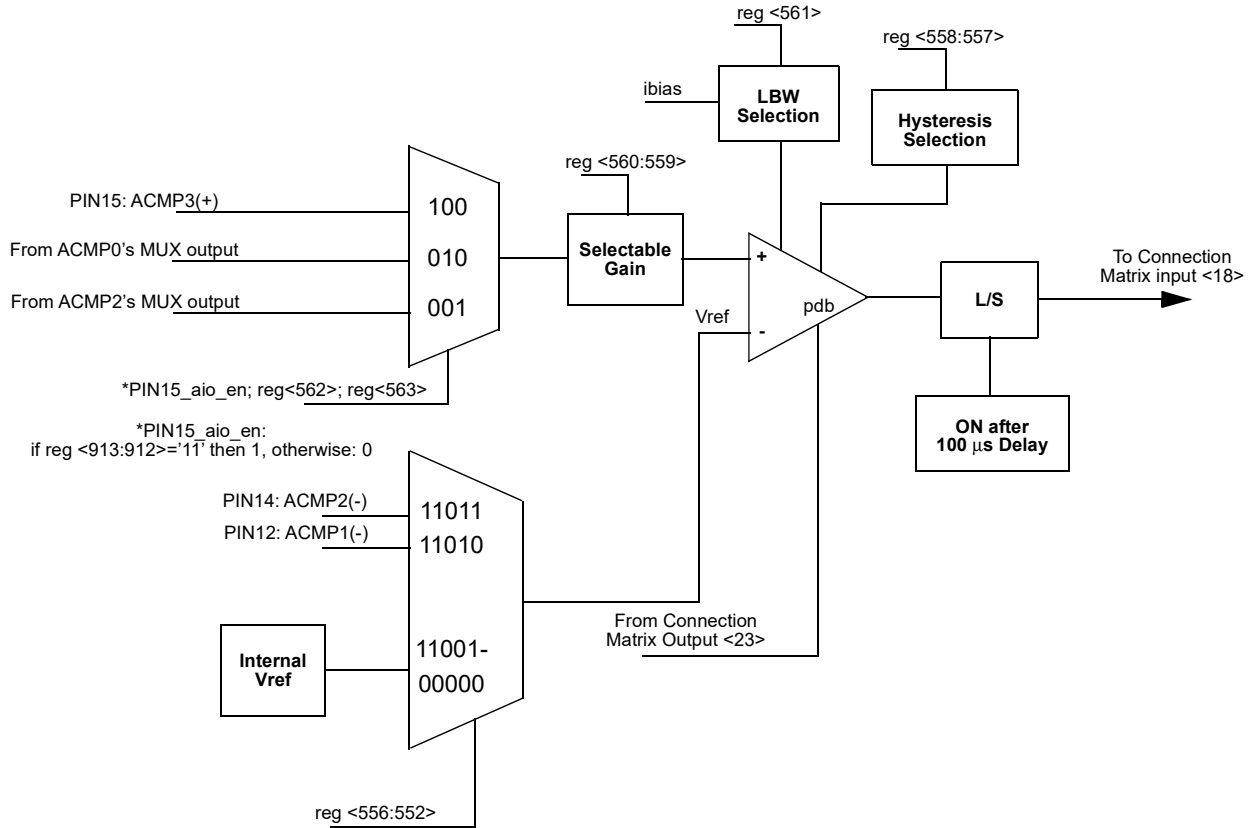 reg <561>
reg <558:557>
ibias
LBW
Selection
Hysteresis
Selection
reg <560:559>
PIN15: ACMP3(+)
100
From ACMP0's MUX output
010
Selectable
Gain
+
To Connection
Matrix input <18>
From ACMP2's MUX output
001
pdb
L/S
Vref
-
*PIN15_aio_en; reg<562>; reg<563>
*PIN15_aio_en:
if reg <913:912>='11' then 1, otherwise: 0
ON after
100 µs Delay
PIN14: ACMP2(-)
11011
PIN12: ACMP1(-)
11010
From Connection
Matrix Output <23>
Internal
Vref
11001-
00000
reg <556:552>